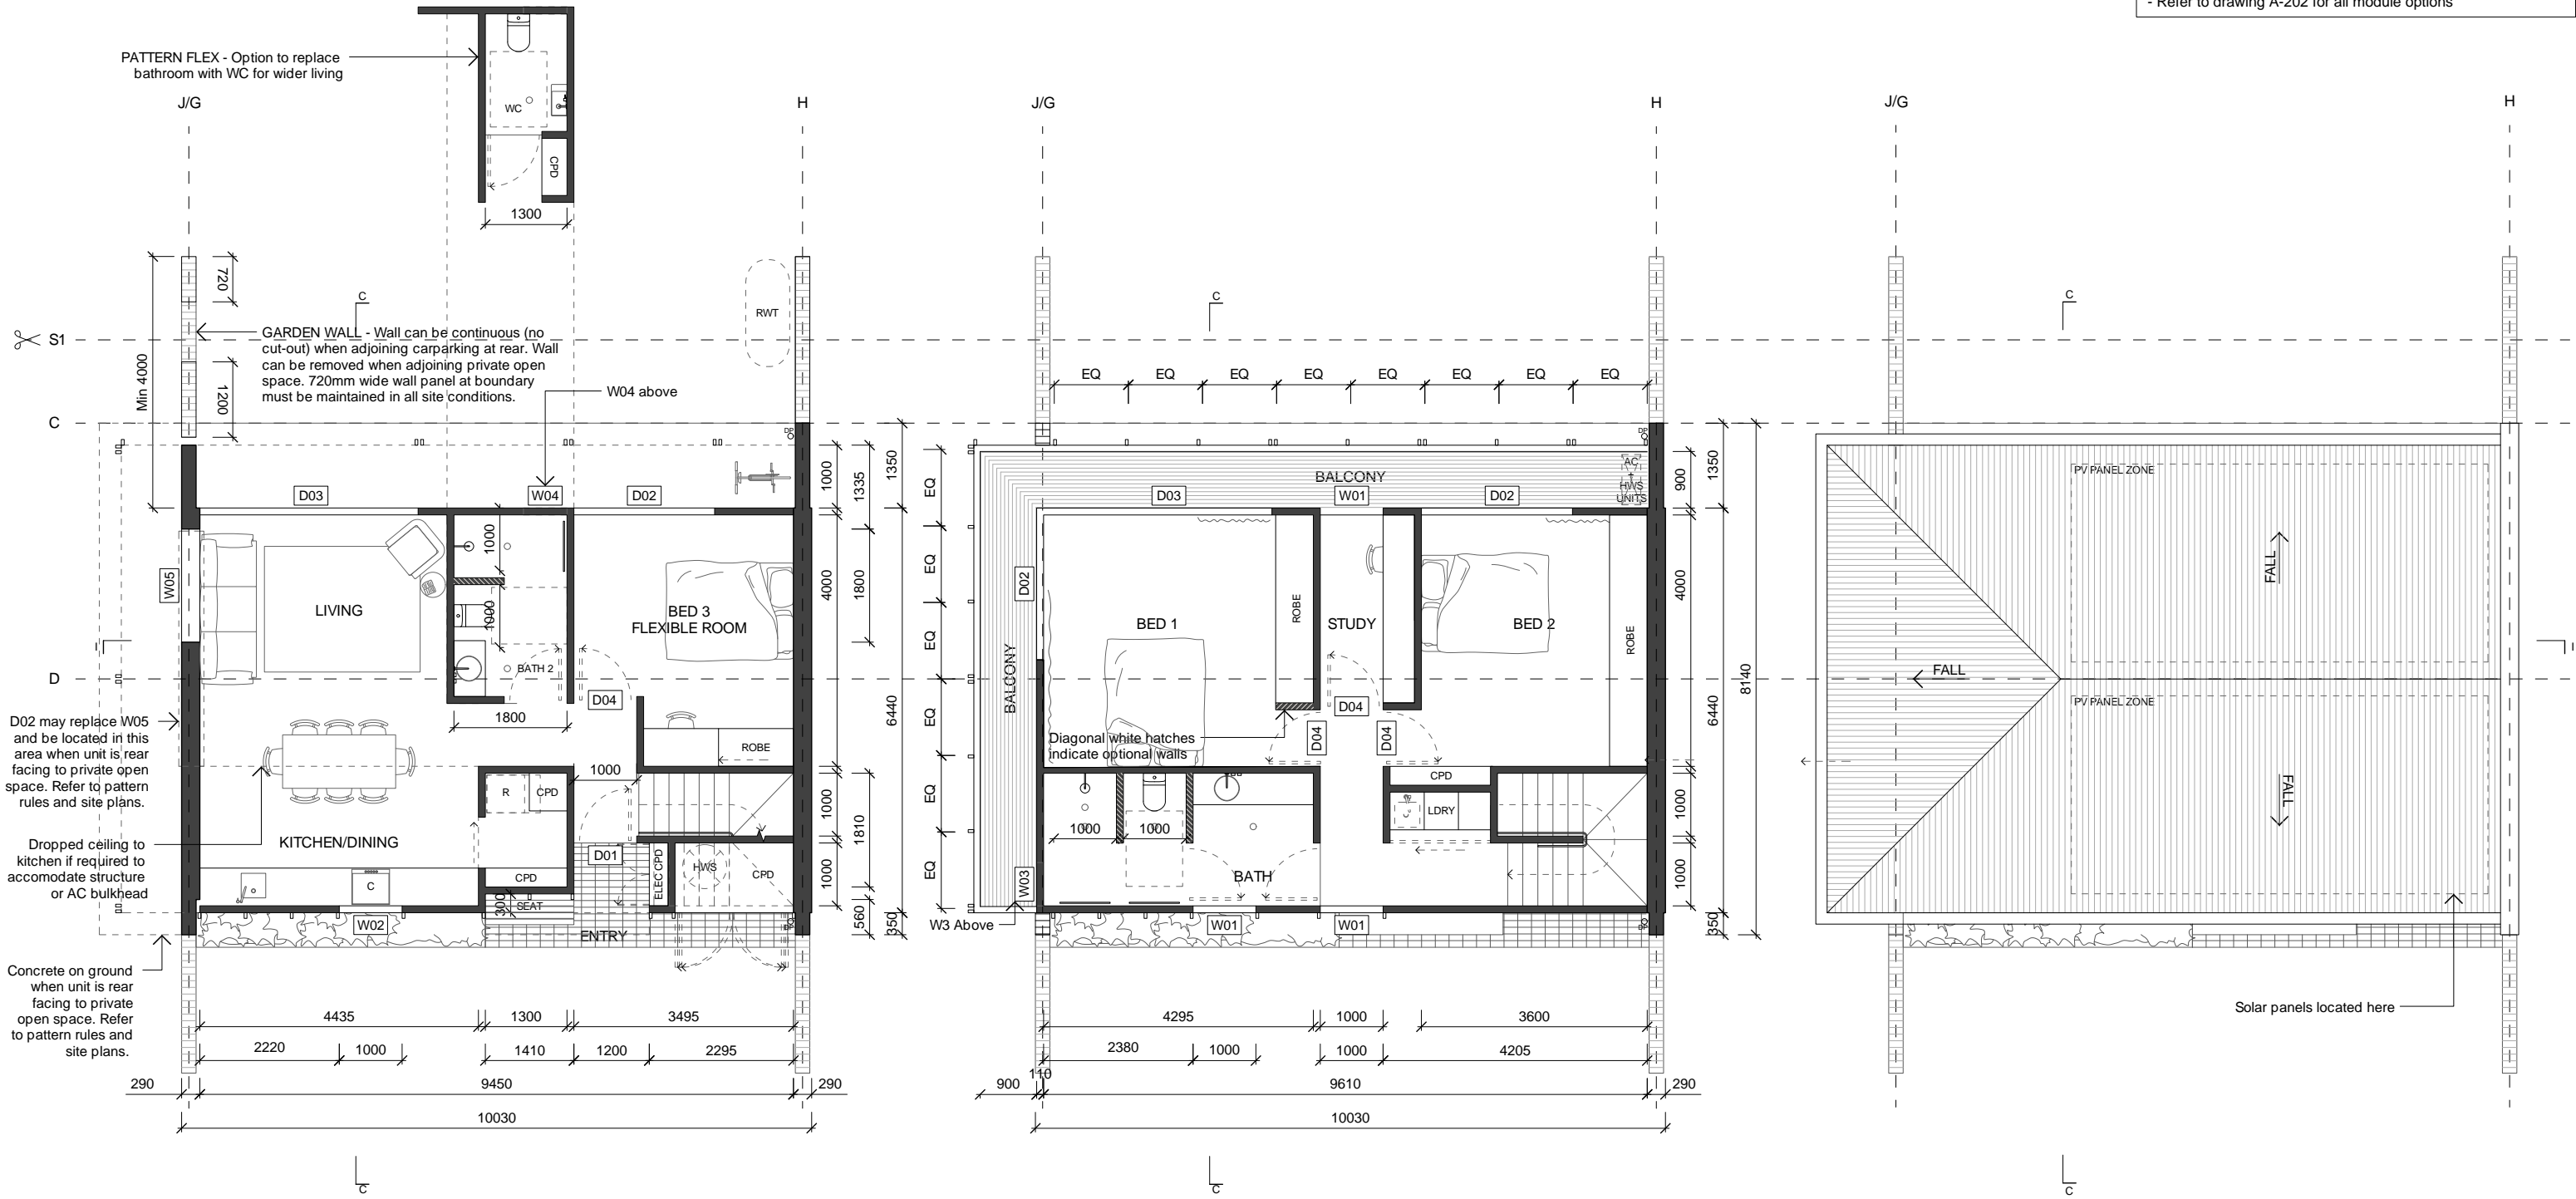 - Refer to drawing A-202 for all module options
PATTERN FLEX - Option to replace
bathroom with WC for wider living
WC
CPD
1300
J/G
H
J/G
H
J/G
H
720
Min 4000
1200
C
C
C
RWT
S1
GARDEN WALL - Wall can be continuous (no
cut-out) when adjoining carparking at rear. Wall
can be removed when adjoining private open
space. 720mm wide wall panel at boundary
must be maintained in all site conditions.
W04 above
EQ
EQ
EQ
EQ
EQ
EQ
EQ
EQ
C
DP
DP
D03
W04
D02
1000
1335
1350
W05
LIVING
1000
1000
BATH 2
BED 3
FLEXIBLE ROOM
4000
1800
6440
D
D04
1800
ROBE
D02 may replace W05
and be located in this
area when unit is rear
facing to private open
space. Refer to pattern
rules and site plans.
1000
R
CPD
Dropped ceiling to
kitchen if required to
accomodate structure
or AC bulkhead
KITCHEN/DINING
C
CPD
300
SEAT
D01
ELEC CPD
HWS
CPD
1000
1810
1000
560
350
W02
ENTRY
DP
Concrete on ground
when unit is rear
facing to private
open space. Refer
to pattern rules and
site plans.
4435
1300
3495
2220
1000
1410
1200
2295
290
9450
290
10030
C
EQ
EQ
EQ
EQ
EQ
EQ
BALCONY
AC
HWS
UNITS
D03
W01
D02
900
1350
D02
BALCONY
BED 1
ROBE
STUDY
BED 2
ROBE
4000
6440
8140
D04
D04
D04
Diagonal white hatches
indicate optional walls
1000
1000
CPD
LDRY
BATH
1000
1000
350
W03
W3 Above
W01
W01
DP
4295
1000
3600
2380
1000
1000
4205
900
110
9610
290
10030
C
PV PANEL ZONE
FALL
FALL
PV PANEL ZONE
FALL
Solar panels located here
C